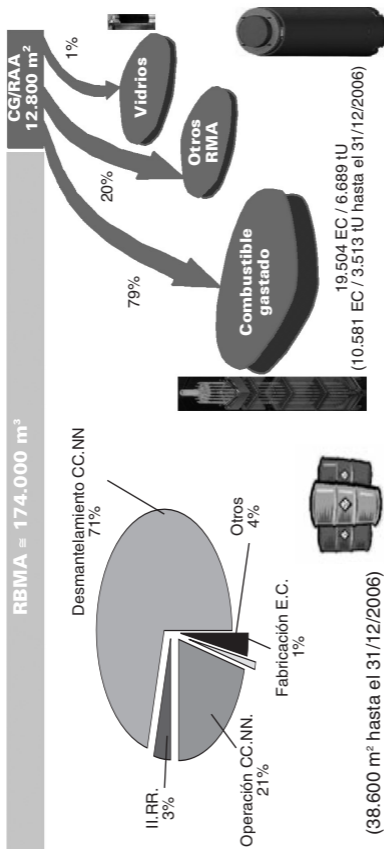 RBMA ≅ 174.000 m³
CG/RAA
12.800 m²
Desmantelamiento CC.NN
71%
Otros
4%
Fabricación E.C.
1%
Operación CC.NN.
21%
II.RR.
3%
(38.600 m² hasta el 31/12/2006)
1%
20%
79%
Vidrios
Otros
RMA
Combustible
gastado
19.504 EC / 6.689 tU
(10.581 EC / 3.513 tU hasta el 31/12/2006)